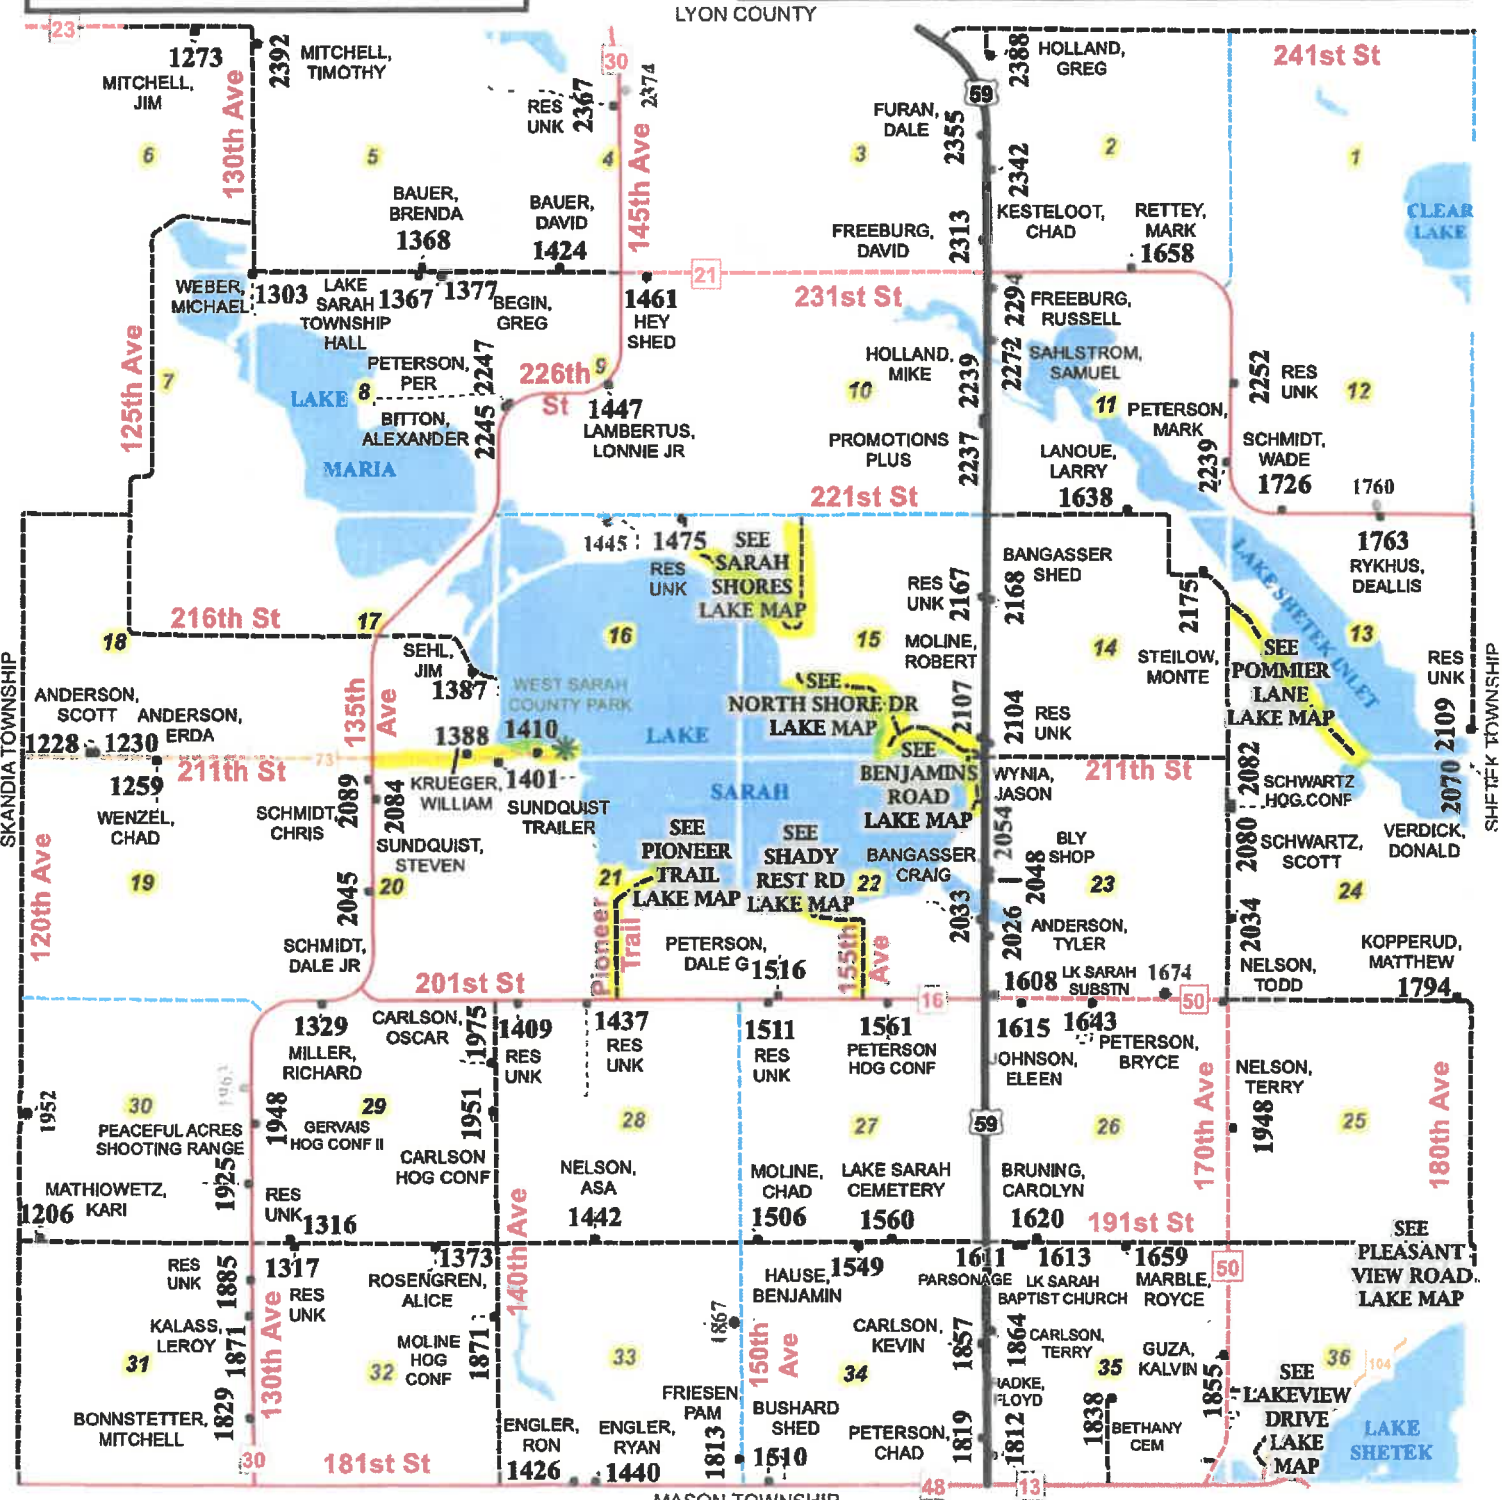 LYON COUNTY
23
1273
MITCHELL,
JIM
130th Ave
2392
MITCHELL,
TIMOTHY
30
RES
UNK
2367
2374
145th Ave
59
2388
HOLLAND,
GREG
241st St
FURAN,
DALE
2355
2342
6
5
4
3
2
1
BAUER,
BRENDA
1368
BAUER,
DAVID
1424
FREEBURG,
DAVID
2313
KESTELOOT,
CHAD
RETTEY,
MARK
1658
CLEAR
LAKE
WEBER,
MICHAEL
1303
LAKE
SARAH
TOWNSHIP
HALL
1367
1377
BEGIN,
GREG
1461
HEY
SHED
21
231st St
2294
FREEBURG,
RUSSELL
125th Ave
7
PETERSON,
PER
2247
8
LAKE
MARIA
BITTON,
ALEXANDER
2245
226th
St
9
1447
LAMBERTUS,
LONNIE JR
HOLLAND,
MIKE
2239
10
PROMOTIONS
PLUS
2237
2272
SAHLSTROM,
SAMUEL
11
PETERSON,
MARK
2239
LANOUE,
LARRY
1638
2252
RES
UNK
12
SCHMIDT,
WADE
1726
1760
221st St
1445
1475
RES
UNK
SEE
SARAH
SHORES
LAKE MAP
RES
UNK
2167
2168
BANGASSER
SHED
2175
1763
RYKHUS,
DEALLIS
LAKE SHETEK INLET
216th St
17
18
16
15
14
13
SEHL,
JIM
1387
WEST SARAH
COUNTY PARK
MOLINE,
ROBERT
STEILOW,
MONTE
SEE
POMMIER
LANE
LAKE MAP
RES
UNK
2109
SKANDIA TOWNSHIP
SHETEK TOWNSHIP
ANDERSON,
SCOTT
1228
1230
ANDERSON,
ERDA
135th
Ave
1388
1410
LAKE
SARAH
SEE
NORTH SHORE DR
LAKE MAP
2107
2104
RES
UNK
73
211th St
1259
WENZEL,
CHAD
SCHMIDT,
CHRIS
2089
2084
KRUEGER,
WILLIAM
1401
SUNDQUIST
TRAILER
SUNDQUIST,
STEVEN
SEE
BENJAMINS
ROAD
LAKE MAP
WYNIA,
JASON
211th St
2082
SCHWARTZ
HOG CONF
2070
2054
BLY
SHOP
2048
2080
SCHWARTZ,
SCOTT
VERDICK,
DONALD
SEE
PIONEER
TRAIL
LAKE MAP
SEE
SHADY
REST RD
LAKE MAP
BANGASSER
CRAIG
120th Ave
19
2045
20
21
22
23
24
Pioneer
Trail
155th
Ave
2033
2026
ANDERSON,
TYLER
2034
NELSON,
TODD
KOPPERUD,
MATTHEW
1794
SCHMIDT,
DALE JR
201st St
PETERSON,
DALE G
1516
1608
LK SARAH
SUBSTN
1674
16
50
1329
MILLER,
RICHARD
CARLSON,
OSCAR
1975
1409
RES
UNK
1437
RES
UNK
1511
RES
UNK
1561
PETERSON
HOG CONF
1615
JOHNSON,
ELEEN
1643
PETERSON,
BRYCE
170th Ave
NELSON,
TERRY
1948
180th Ave
1963
1952
30
PEACEFUL ACRES
SHOOTING RANGE
1948
29
GERVAIS
HOG CONF II
1951
CARLSON
HOG CONF
28
27
59
26
25
1925
MATHIOWETZ,
KARI
1206
RES
UNK
1316
140th Ave
NELSON,
ASA
1442
MOLINE,
CHAD
1506
LAKE SARAH
CEMETERY
1560
BRUNING,
CAROLYN
1620
191st St
RES
UNK
1885
1317
RES
UNK
1373
ROSENGREN,
ALICE
HAUSE,
BENJAMIN
1549
1611
PARSONAGE
1613
LK SARAH
BAPTIST CHURCH
1659
MARBLE,
ROYCE
50
SEE
PLEASANT
VIEW ROAD
LAKE MAP
KALASS,
LEROY
1871
130th Ave
31
MOLINE
HOG
CONF
1871
32
33
1867
150th
Ave
CARLSON,
KEVIN
1857
34
1864
CARLSON,
TERRY
35
GUZA,
KALVIN
1855
36
104
BONNSTETTER,
MITCHELL
1829
FRIESEN
PAM
1813
BUSHARD
SHED
1510
PETERSON,
CHAD
1819
RADKE,
FLOYD
1812
1838
BETHANY
CEM
SEE
LAKEVIEW
DRIVE
LAKE
MAP
LAKE
SHETEK
30
181st St
ENGLER,
RON
1426
ENGLER,
RYAN
1440
48
13
MASON TOWNSHIP